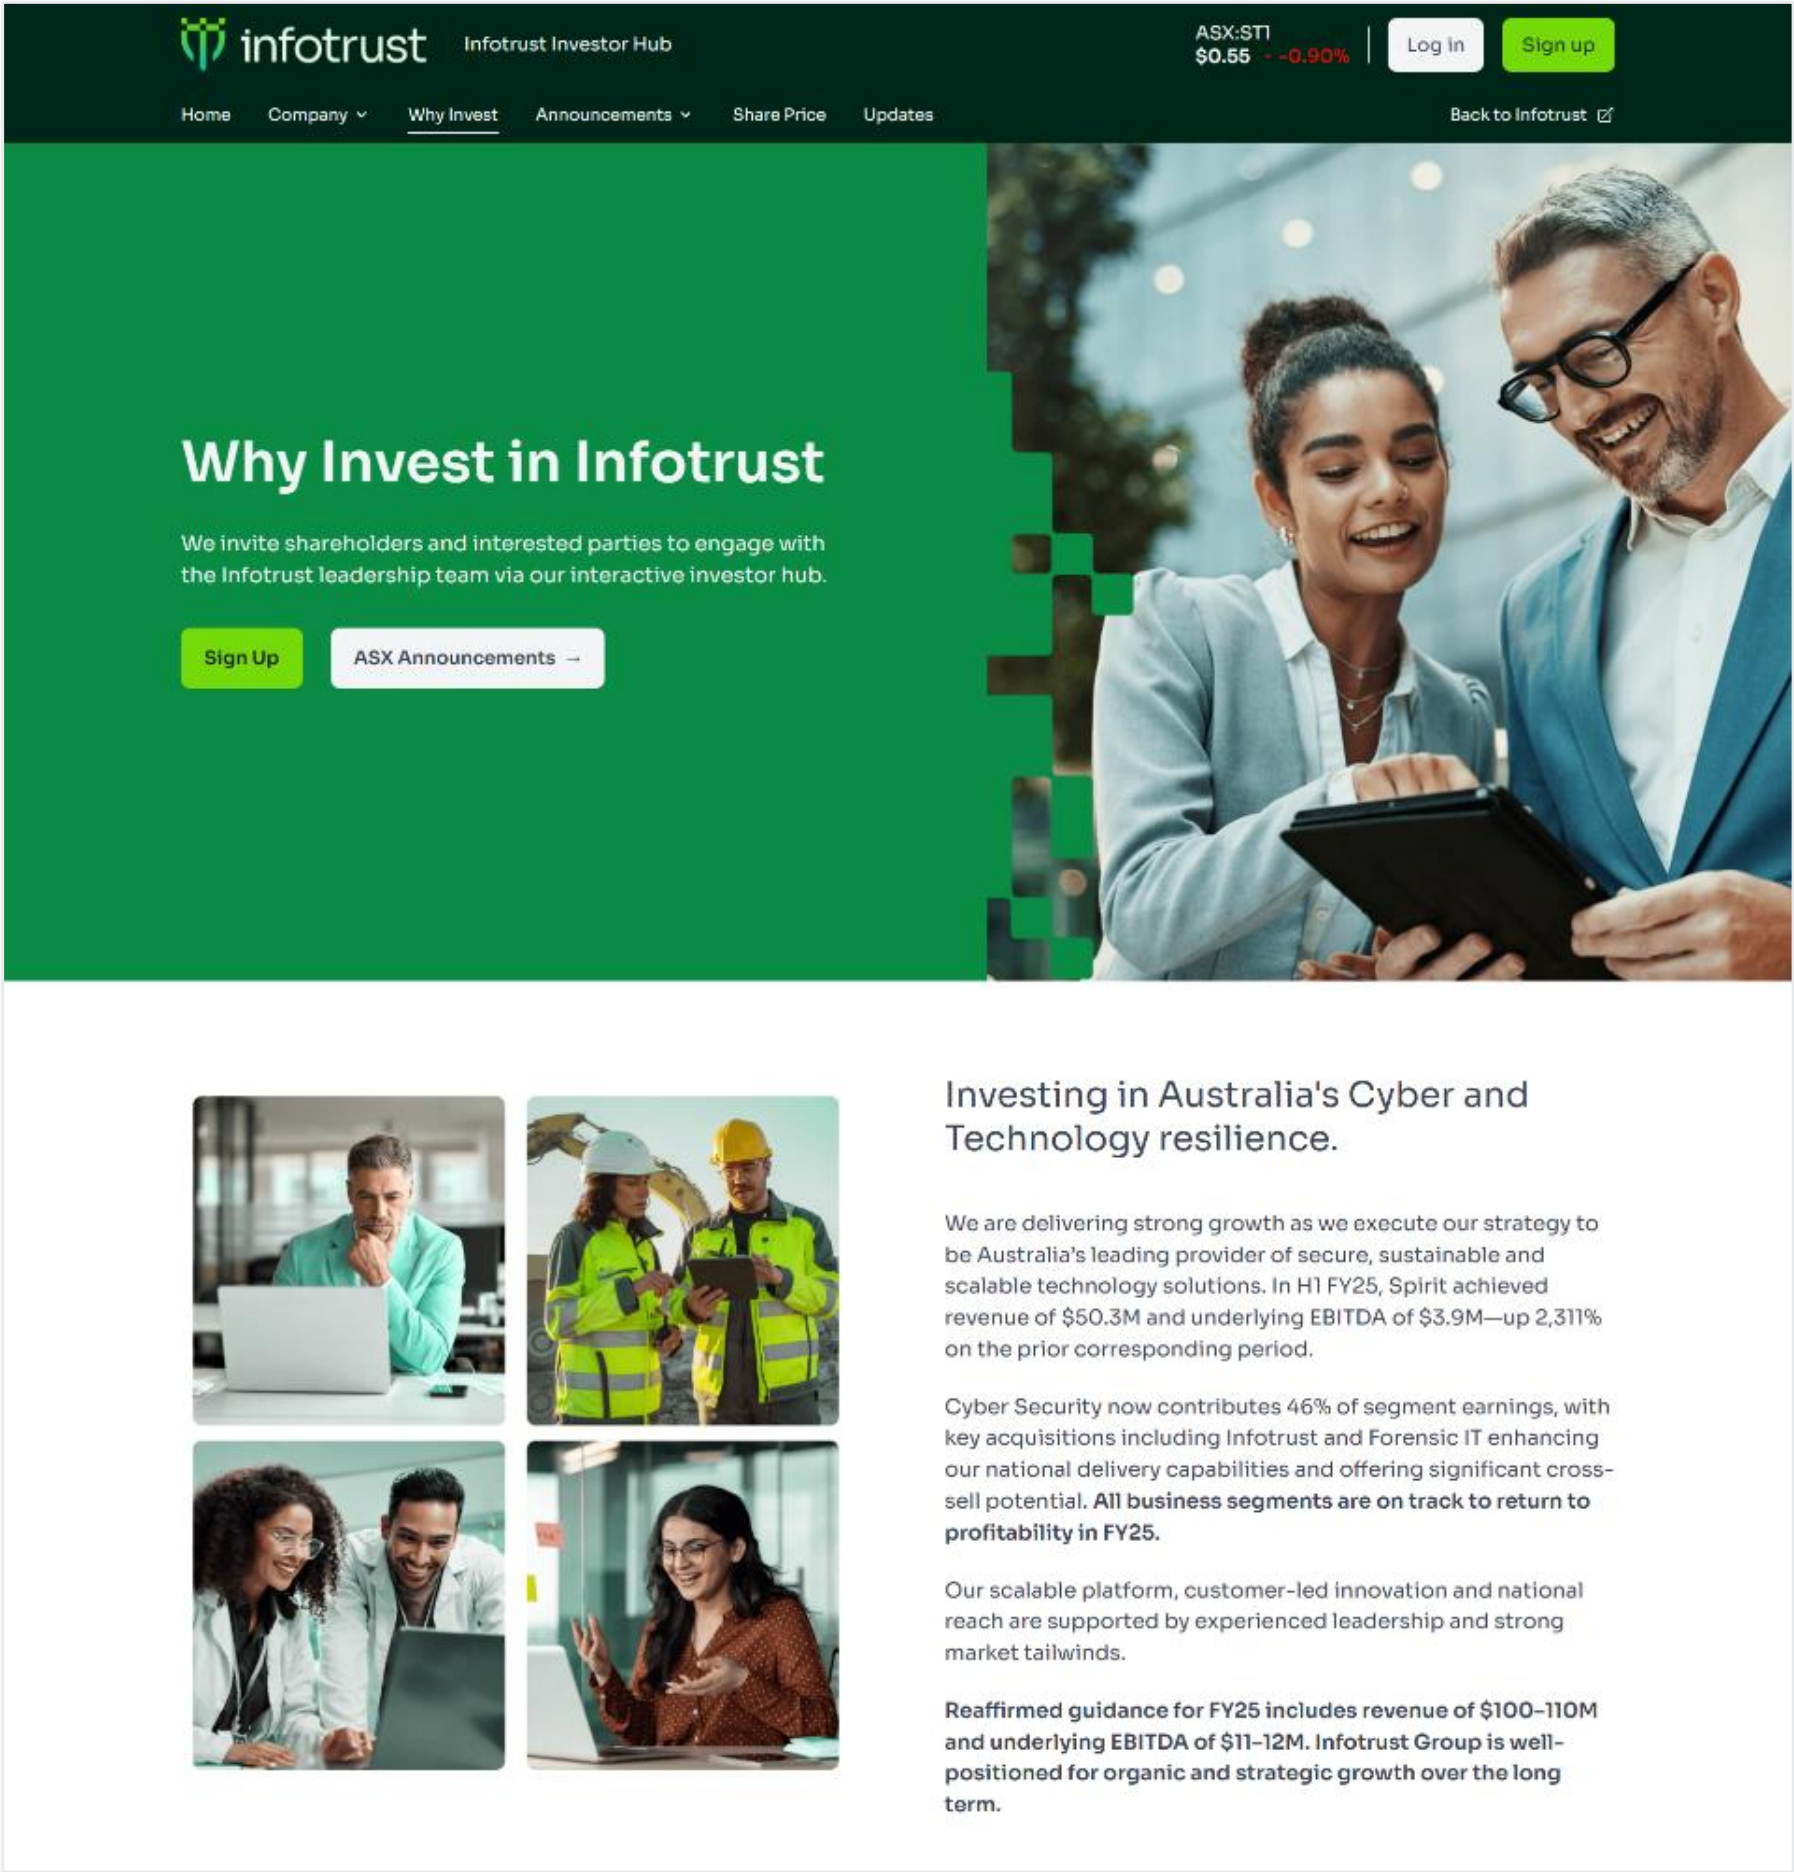 infotrust
Infotrust Investor Hub
ASX:ST1
$0.55 - -0.90%
Log in
Sign up
Home
Company
Why Invest
Announcements
Share Price
Updates
Back to Infotrust
Why Invest in Infotrust
We invite shareholders and interested parties to engage with
the Infotrust leadership team via our interactive investor hub.
Sign Up
ASX Announcements →
Investing in Australia's Cyber and
Technology resilience.
We are delivering strong growth as we execute our strategy to
be Australia’s leading provider of secure, sustainable and
scalable technology solutions. In H1 FY25, Spirit achieved
revenue of $50.3M and underlying EBITDA of $3.9M—up 2,311%
on the prior corresponding period.
Cyber Security now contributes 46% of segment earnings, with
key acquisitions including Infotrust and Forensic IT enhancing
our national delivery capabilities and offering significant cross-
sell potential. All business segments are on track to return to
profitability in FY25.
Our scalable platform, customer-led innovation and national
reach are supported by experienced leadership and strong
market tailwinds.
Reaffirmed guidance for FY25 includes revenue of $100–110M
and underlying EBITDA of $11–12M. Infotrust Group is well-
positioned for organic and strategic growth over the long
term.